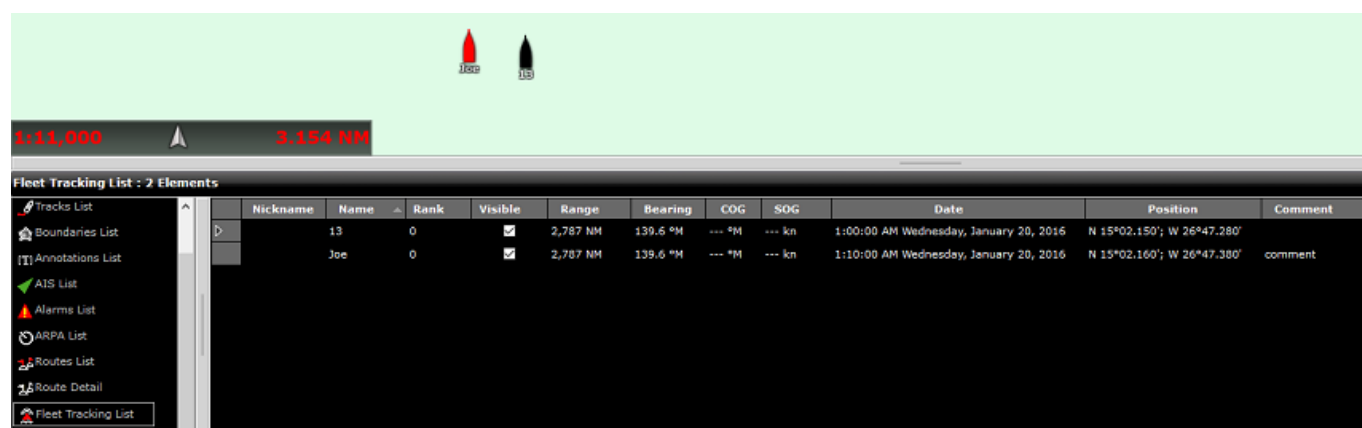 Joe
13
1:11,000 3.154 NM
Fleet Tracking List : 2 Elements
Tracks List
Boundaries List
Annotations List
AIS List
Alarms List
ARPA List
Routes List
Route Detail
Fleet Tracking List
Nickname Name Rank Visible Range Bearing COG SOG Date Position Comment
13 0 2,787 NM 139.6 °M --- °M --- kn 1:00:00 AM Wednesday, January 20, 2016 N 15°02.150'; W 26°47.280'
Joe 0 2,787 NM 139.6 °M --- °M --- kn 1:10:00 AM Wednesday, January 20, 2016 N 15°02.160'; W 26°47.380' comment